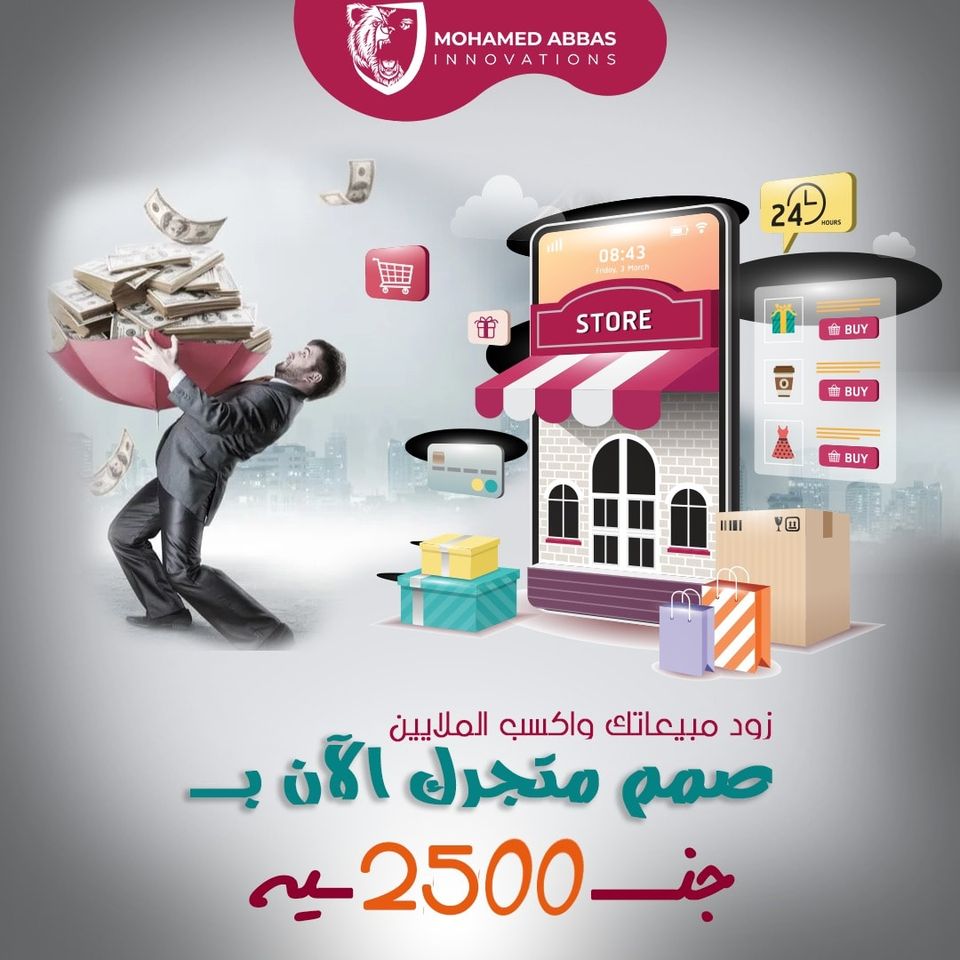 MOHAMED ABBAS
INNOVATIONS
24 HOURS
08:43
Friday, 3 March
STORE
BUY
BUY
BUY
زود مبيعاتك واكسب الملايين
صمم متجرك الآن بـ
جنـــ2500ـيه